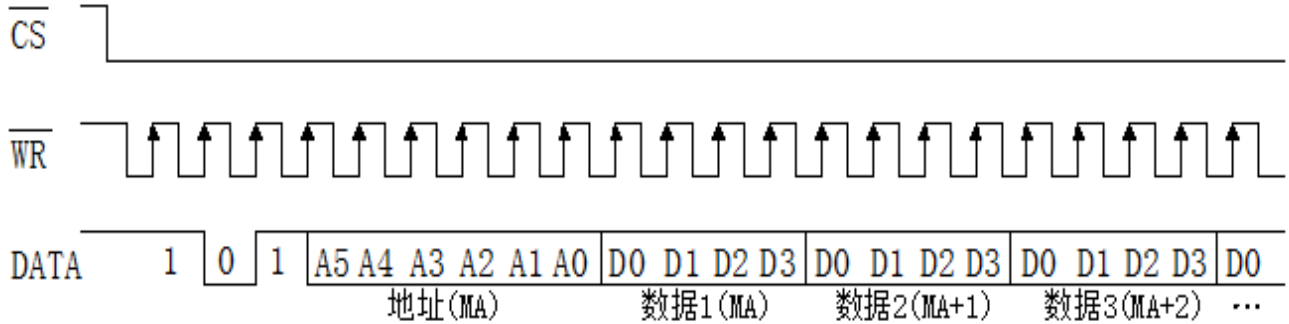 CS
WR
DATA 1 0 1 A5 A4 A3 A2 A1 A0 D0 D1 D2 D3 D0 D1 D2 D3 D0 D1 D2 D3 D0
地址(MA) 数据1(MA) 数据2(MA+1) 数据3(MA+2) ···